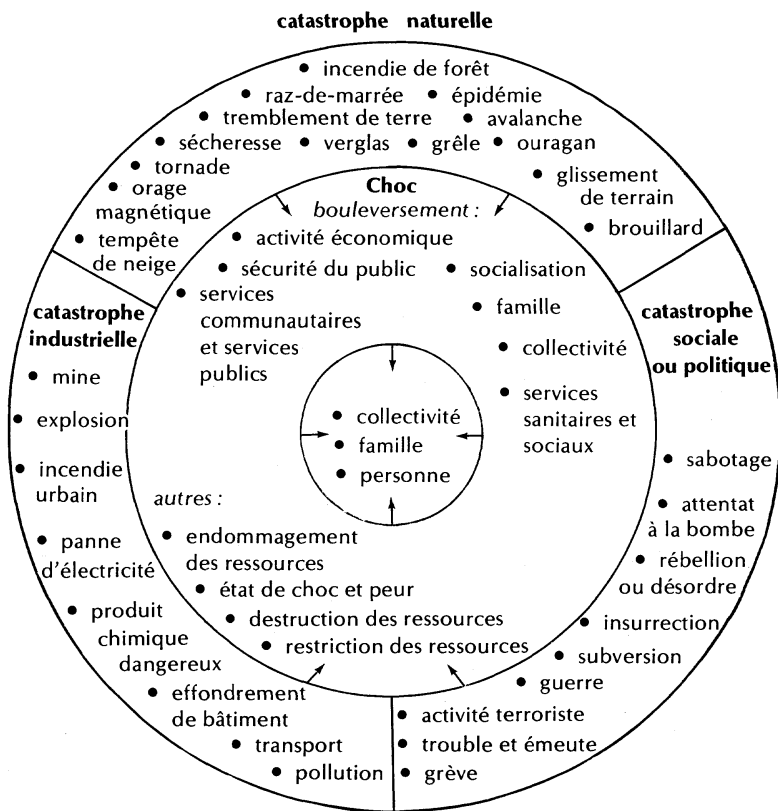 catastrophe naturelle
• incendie de forêt
• raz-de-marrée
• épidémie
• tremblement de terre
• avalanche
• sécheresse
• verglas
• grêle
• ouragan
• tornade
• orage
magnétique
• tempête
de neige
• glissement
de terrain
• brouillard
Choc
bouleversement :
• activité économique
• sécurité du public
• services
communautaires
et services
publics
• socialisation
• famille
• collectivité
• services
sanitaires et
sociaux
• collectivité
• famille
• personne
autres :
• endommagement
des ressources
• état de choc et peur
• destruction des ressources
• restriction des ressources
catastrophe
industrielle
• mine
• explosion
• incendie
urbain
• panne
d'électricité
• produit
chimique
dangereux
• effondrement
de bâtiment
• transport
• pollution
catastrophe
sociale
ou politique
• sabotage
• attentat
à la bombe
• rébellion
ou désordre
• insurrection
• subversion
• guerre
• activité terroriste
• trouble et émeute
• grève